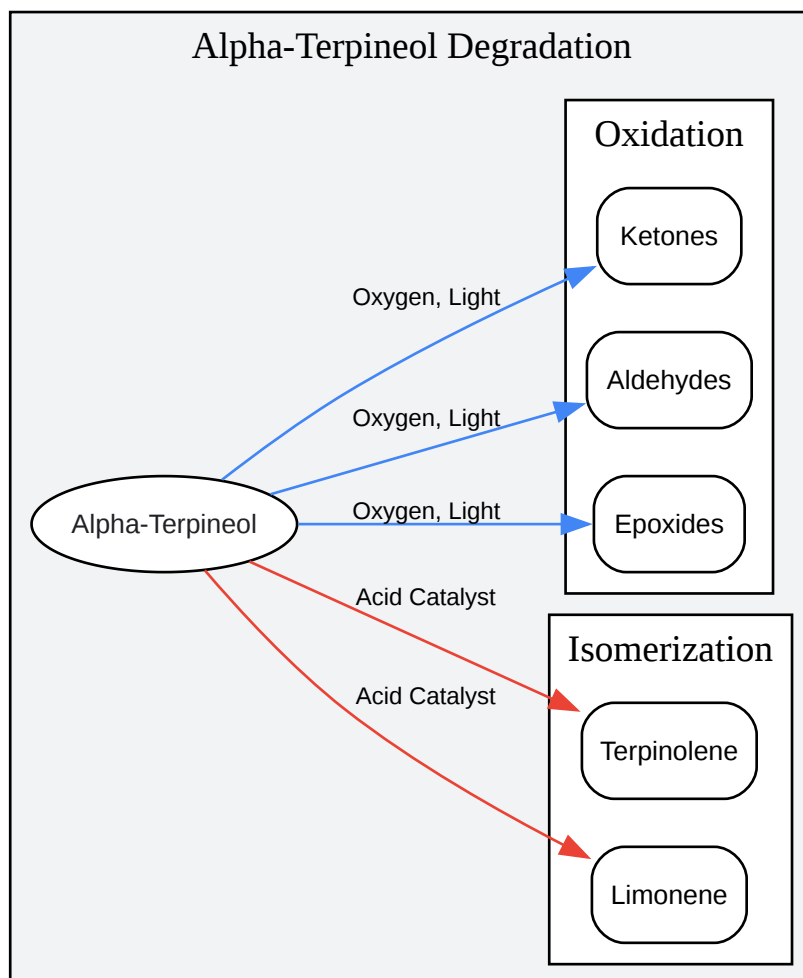 Alpha-Terpineol Degradation
Oxidation
Ketones
Oxygen, Light
Aldehydes
Oxygen, Light
Alpha-Terpineol
Oxygen, Light
Epoxides
Acid Catalyst
Isomerization
Acid Catalyst
Terpinolene
Limonene